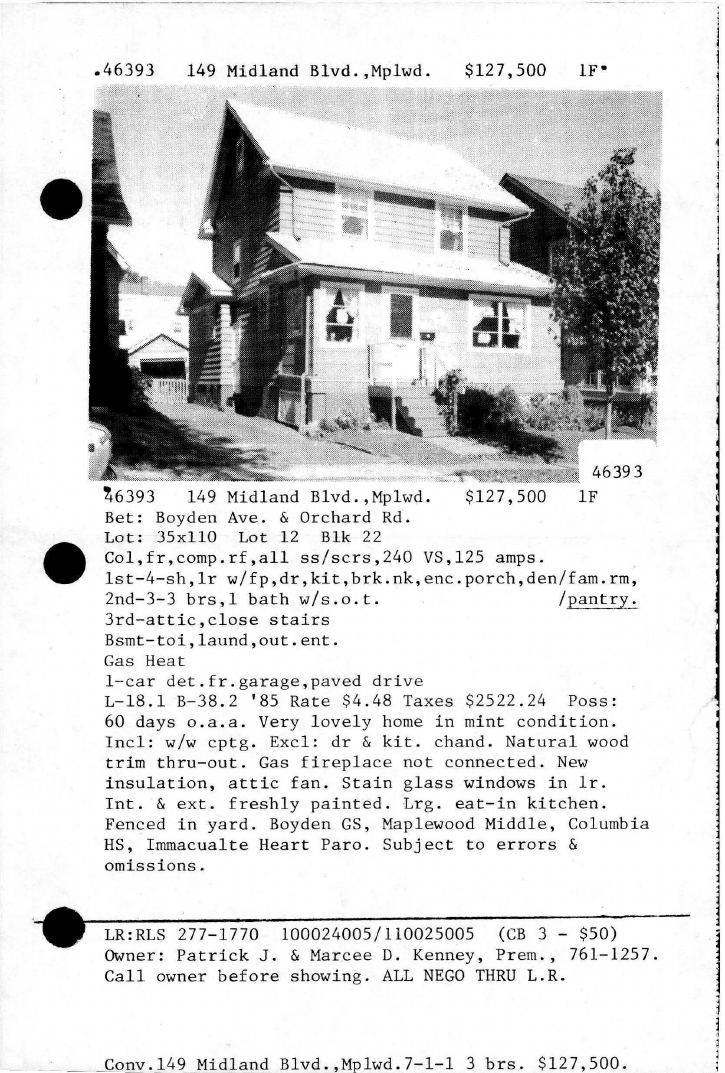 .46393 149 Midland Blvd.,Mplwd. $127,500 1F
46393
46393 149 Midland Blvd.,Mplwd. $127,500 1F
Bet: Boyden Ave. & Orchard Rd.
Lot: 35x110 Lot 12 Blk 22
Col,fr,comp.rf,all ss/scrs,240 VS,125 amps.
1st-4-sh,lr w/fp,dr,kit,brk.nk,enc.porch,den/fam.rm,
2nd-3-3 brs,1 bath w/s.o.t. /pantry.
3rd-attic,close stairs
Bsmt-toi,laund,out.ent.
Gas Heat
1-car det.fr.garage,paved drive
L-18.1 B-38.2 '85 Rate $4.48 Taxes $2522.24 Poss:
60 days o.a.a. Very lovely home in mint condition.
Incl: w/w cptg. Excl: dr & kit. chand. Natural wood
trim thru-out. Gas fireplace not connected. New
insulation, attic fan. Stain glass windows in lr.
Int. & ext. freshly painted. Lrg. eat-in kitchen.
Fenced in yard. Boyden GS, Maplewood Middle, Columbia
HS, Immacualte Heart Paro. Subject to errors &
omissions.
LR:RLS 277-1770 100024005/110025005 (CB 3 - $50)
Owner: Patrick J. & Marcee D. Kenney, Prem., 761-1257.
Call owner before showing. ALL NEGO THRU L.R.
Conv.149 Midland Blvd.,Mplwd.7-1-1 3 brs. $127,500.